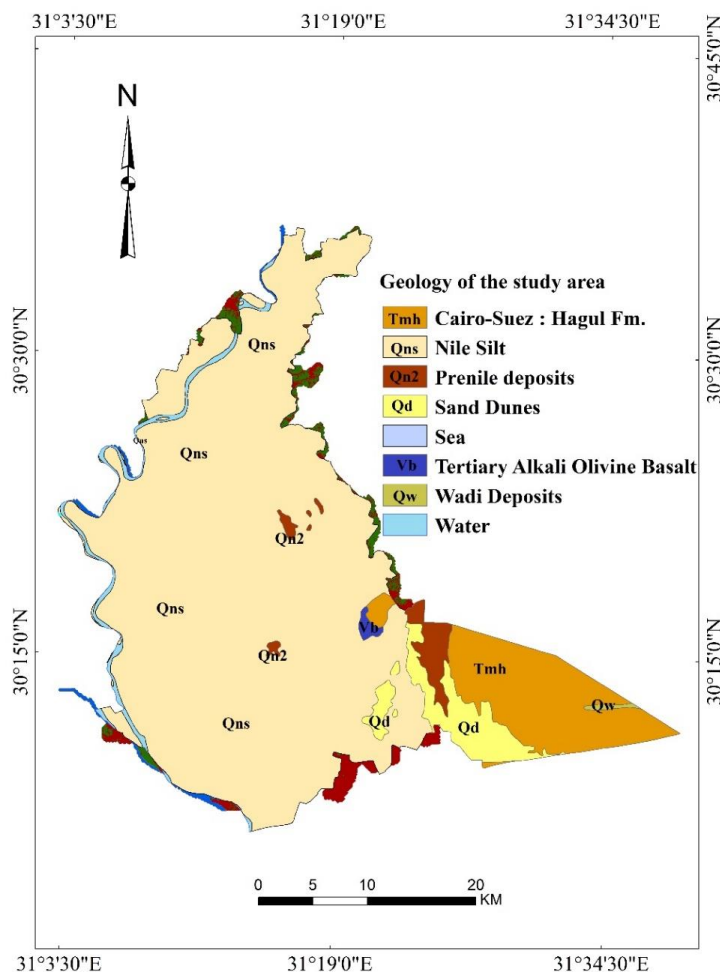 31°3'30"E 31°19'0"E 31°34'30"E
30°45'0"N
30°45'0"N
N
Geology of the study area
Tmh Cairo-Suez : Hagul Fm.
Qns Nile Silt
Qn2 Prenile deposits
Qd Sand Dunes
Sea
Vb Tertiary Alkali Olivine Basalt
Qw Wadi Deposits
Water
30°30'0"N
30°30'0"N
Qns
Qns
Qns
Qn2
Qns
Vb
Qn2
30°15'0"N
30°15'0"N
Tmh
Qw
Qns
Qd
Qd
0 5 10 20
KM
31°3'30"E 31°19'0"E 31°34'30"E